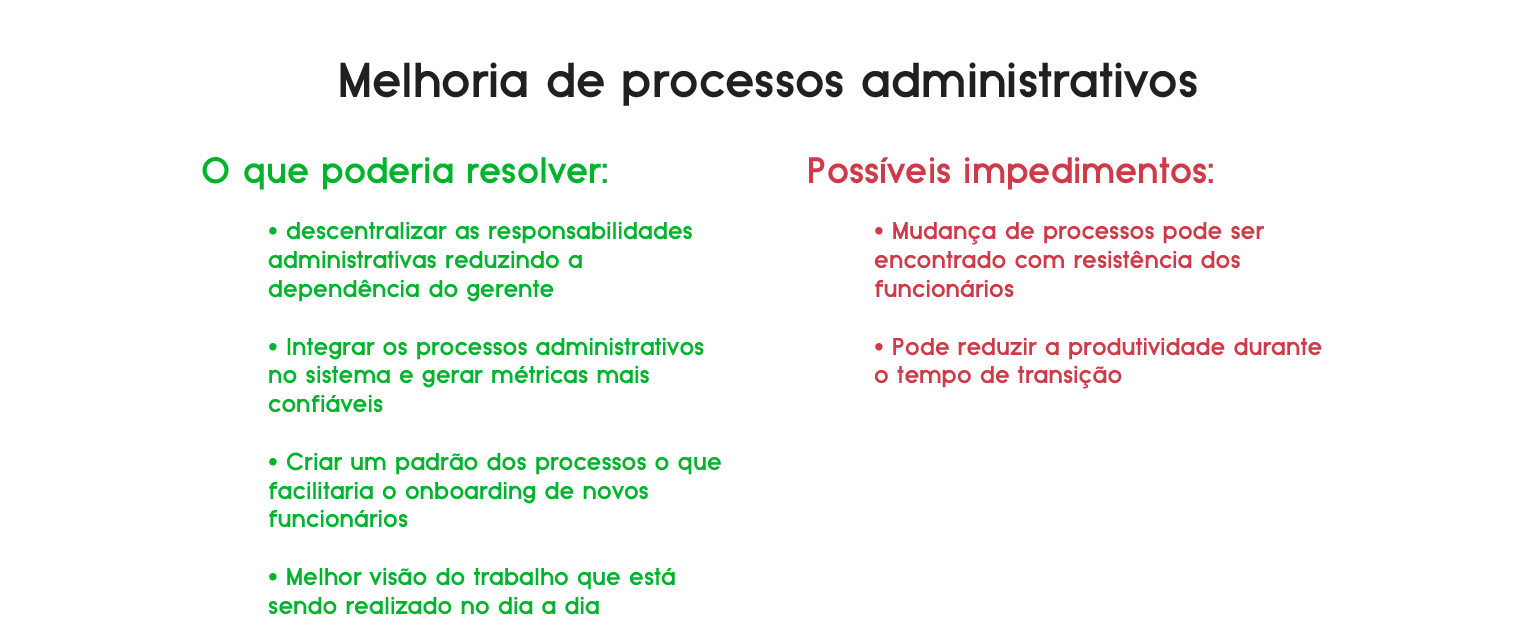 Melhoria de processos administrativos
O que poderia resolver:
• descentralizar as responsabilidades
administrativas reduzindo a
dependência do gerente
• Integrar os processos administrativos
no sistema e gerar métricas mais
confiáveis
• Criar um padrão dos processos o que
facilitaria o onboarding de novos
funcionários
• Melhor visão do trabalho que está
sendo realizado no dia a dia
Possíveis impedimentos:
• Mudança de processos pode ser
encontrado com resistência dos
funcionários
• Pode reduzir a produtividade durante
o tempo de transição